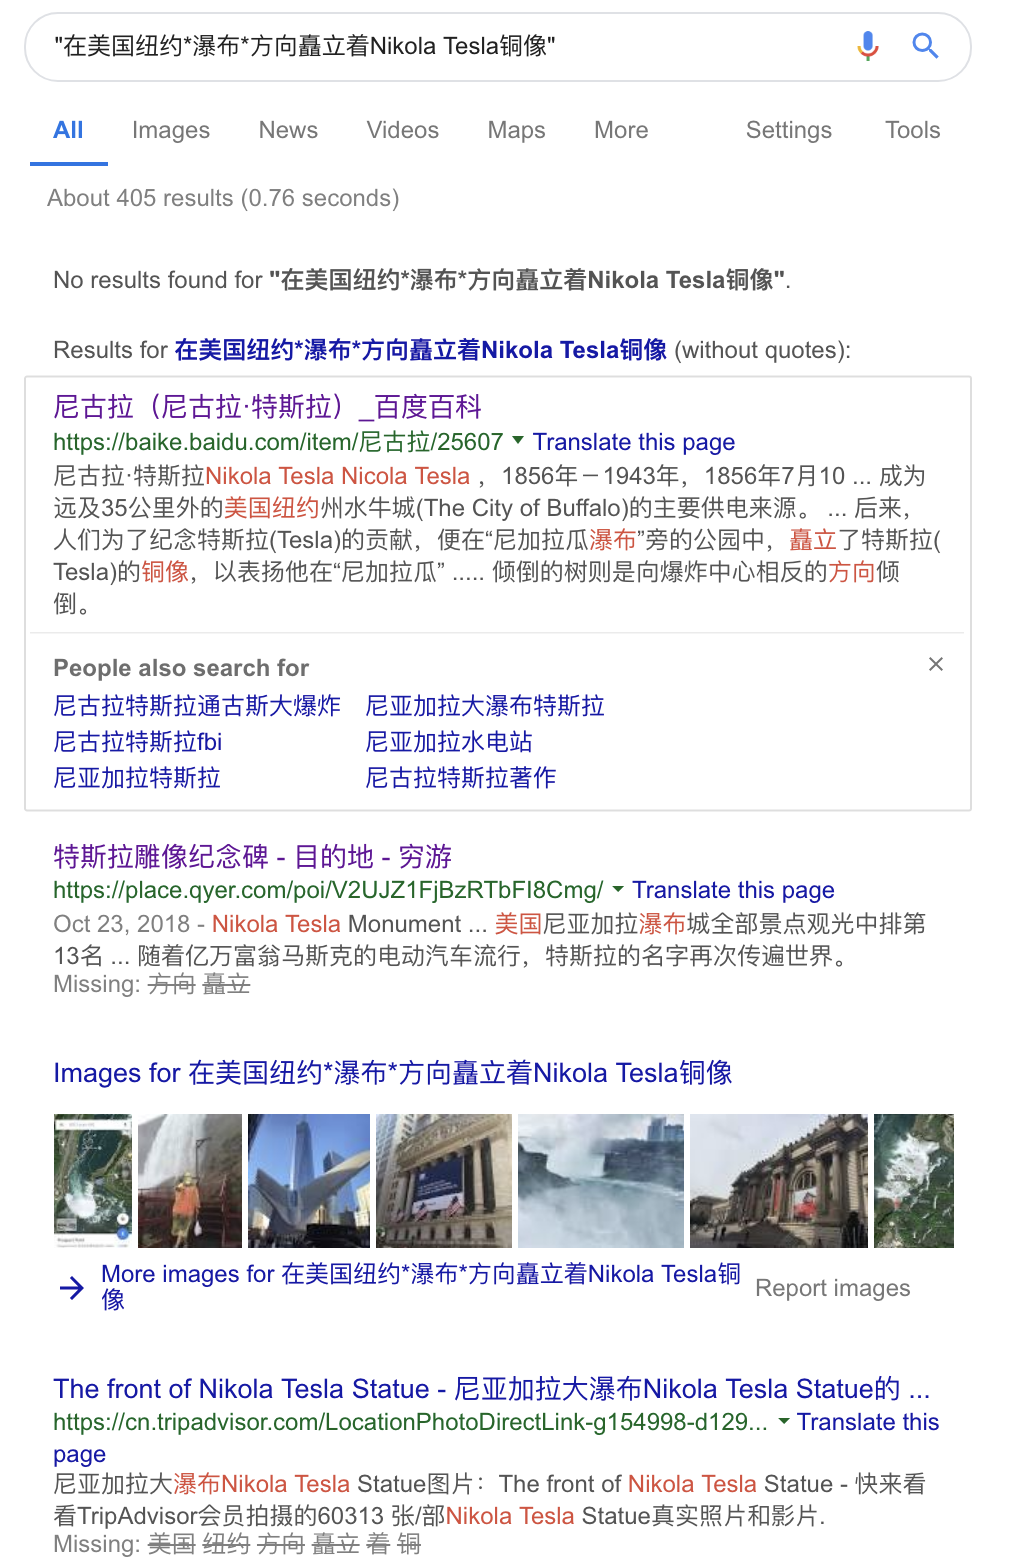 "在美国纽约*瀑布*方向矗立着Nikola Tesla铜像"
All Images News Videos Maps More Settings Tools
About 405 results (0.76 seconds)
No results found for "在美国纽约*瀑布*方向矗立着Nikola Tesla铜像".
Results for 在美国纽约*瀑布*方向矗立着Nikola Tesla铜像 (without quotes):
尼古拉（尼古拉·特斯拉）_百度百科
https://baike.baidu.com/item/尼古拉/25607 Translate this page
尼古拉·特斯拉Nikola Tesla Nicola Tesla ，1856年－1943年，1856年7月10 ... 成为
远及35公里外的美国纽约州水牛城(The City of Buffalo)的主要供电来源。 ... 后来，
人们为了纪念特斯拉(Tesla)的贡献，便在“尼加拉瓜瀑布”旁的公园中，矗立了特斯拉(
Tesla)的铜像，以表扬他在“尼加拉瓜” ..... 倾倒的树则是向爆炸中心相反的方向倾
倒。
People also search for
尼古拉特斯拉通古斯大爆炸 尼亚加拉大瀑布特斯拉
尼古拉特斯拉fbi 尼亚加拉水电站
尼亚加拉特斯拉 尼古拉特斯拉著作
特斯拉雕像纪念碑 - 目的地 - 穷游
https://place.qyer.com/poi/V2UJZ1FjBzRTbFI8Cmg/ Translate this page
Oct 23, 2018 - Nikola Tesla Monument ... 美国尼亚加拉瀑布城全部景点观光中排第
13名 ... 随着亿万富翁马斯克的电动汽车流行，特斯拉的名字再次传遍世界。
Missing: 方向 矗立
Images for 在美国纽约*瀑布*方向矗立着Nikola Tesla铜像
More images for 在美国纽约*瀑布*方向矗立着Nikola Tesla铜
像
Report images
The front of Nikola Tesla Statue - 尼亚加拉大瀑布Nikola Tesla Statue的 ...
https://cn.tripadvisor.com/LocationPhotoDirectLink-g154998-d129... Translate this
page
尼亚加拉大瀑布Nikola Tesla Statue图片：The front of Nikola Tesla Statue - 快来看
看TripAdvisor会员拍摄的60313 张/部Nikola Tesla Statue真实照片和影片.
Missing: 美国 纽约 方向 矗立 着 铜